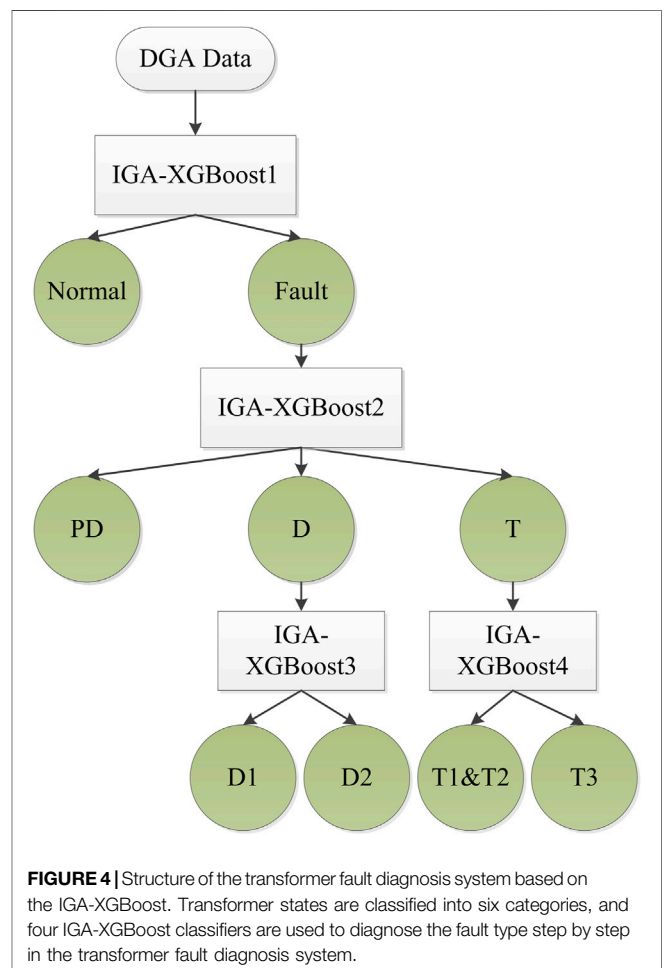 DGA Data
IGA-XGBoost1
Normal
Fault
IGA-XGBoost2
PD
D
T
IGA-
XGBoost3
IGA-
XGBoost4
D1
D2
T1&T2
T3
FIGURE 4 | Structure of the transformer fault diagnosis system based on
the IGA-XGBoost. Transformer states are classified into six categories, and
four IGA-XGBoost classifiers are used to diagnose the fault type step by step
in the transformer fault diagnosis system.